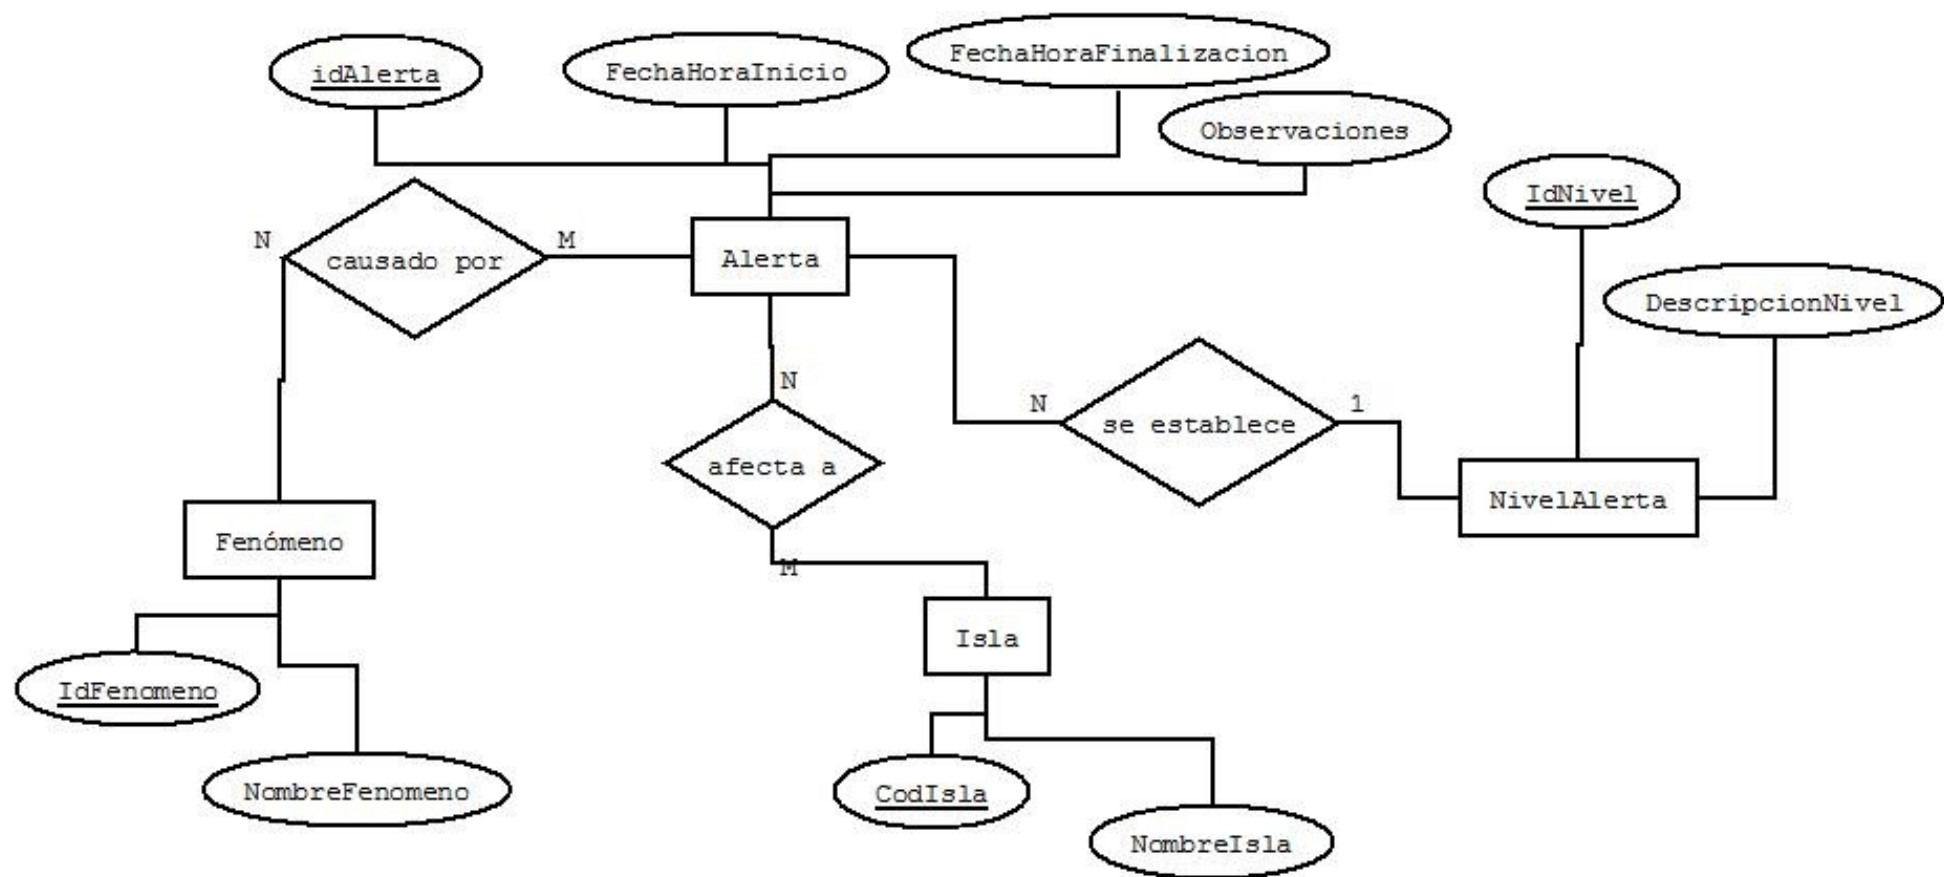 idAlerta
FechaHoraInicio
FechaHoraFinalizacion
Observaciones
IdNivel
N
causado por
M
Alerta
DescripcionNivel
N
N
se establece
1
afecta a
NivelAlerta
Fenómeno
M
Isla
IdFenomeno
NombreFenomeno
CodIsla
NombreIsla